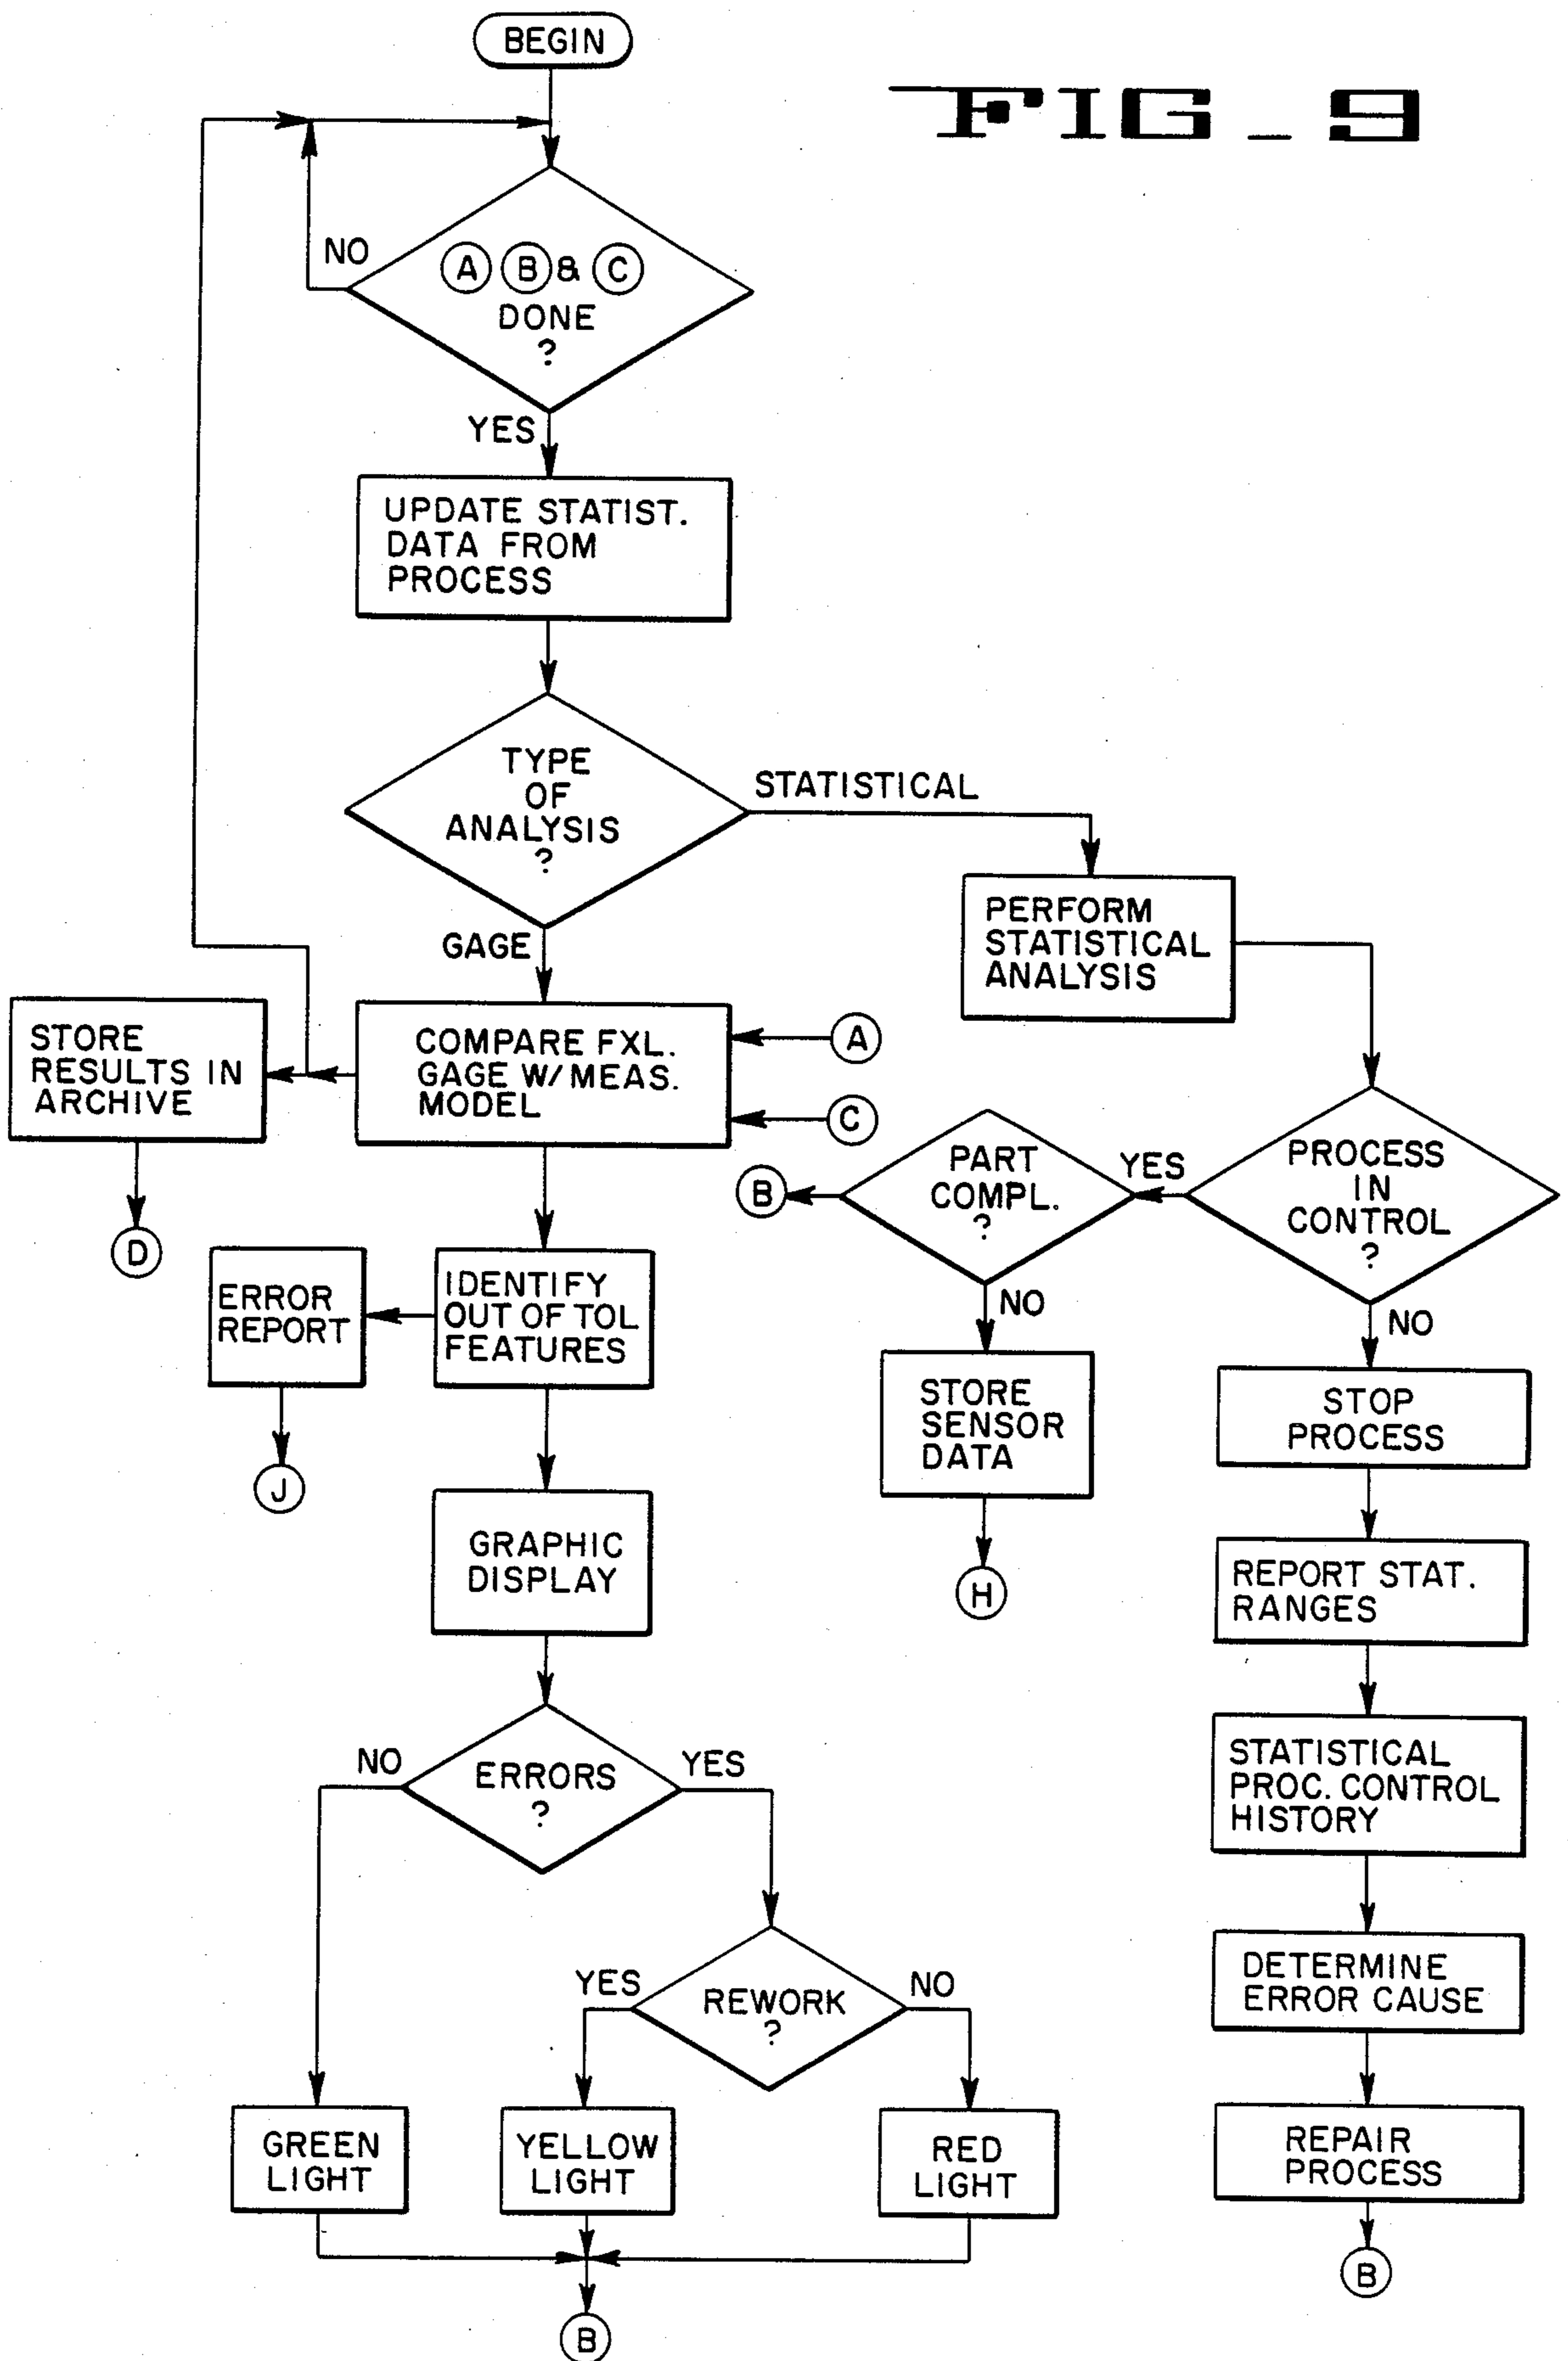 BEGIN
FIG_9
NO
A B & C
DONE
?
YES
UPDATE STATIST.
DATA FROM
PROCESS
TYPE
OF
ANALYSIS
?
STATISTICAL
GAGE
PERFORM
STATISTICAL
ANALYSIS
STORE
RESULTS IN
ARCHIVE
COMPARE FXL.
GAGE W/MEAS.
MODEL
A
C
D
B
PART
COMPL.
?
YES
PROCESS
IN
CONTROL
?
NO
NO
ERROR
REPORT
IDENTIFY
OUT OF TOL
FEATURES
J
STORE
SENSOR
DATA
H
STOP
PROCESS
GRAPHIC
DISPLAY
REPORT STAT.
RANGES
NO
ERRORS
?
YES
STATISTICAL
PROC. CONTROL
HISTORY
YES
REWORK
?
NO
DETERMINE
ERROR CAUSE
GREEN
LIGHT
YELLOW
LIGHT
RED
LIGHT
REPAIR
PROCESS
B
B